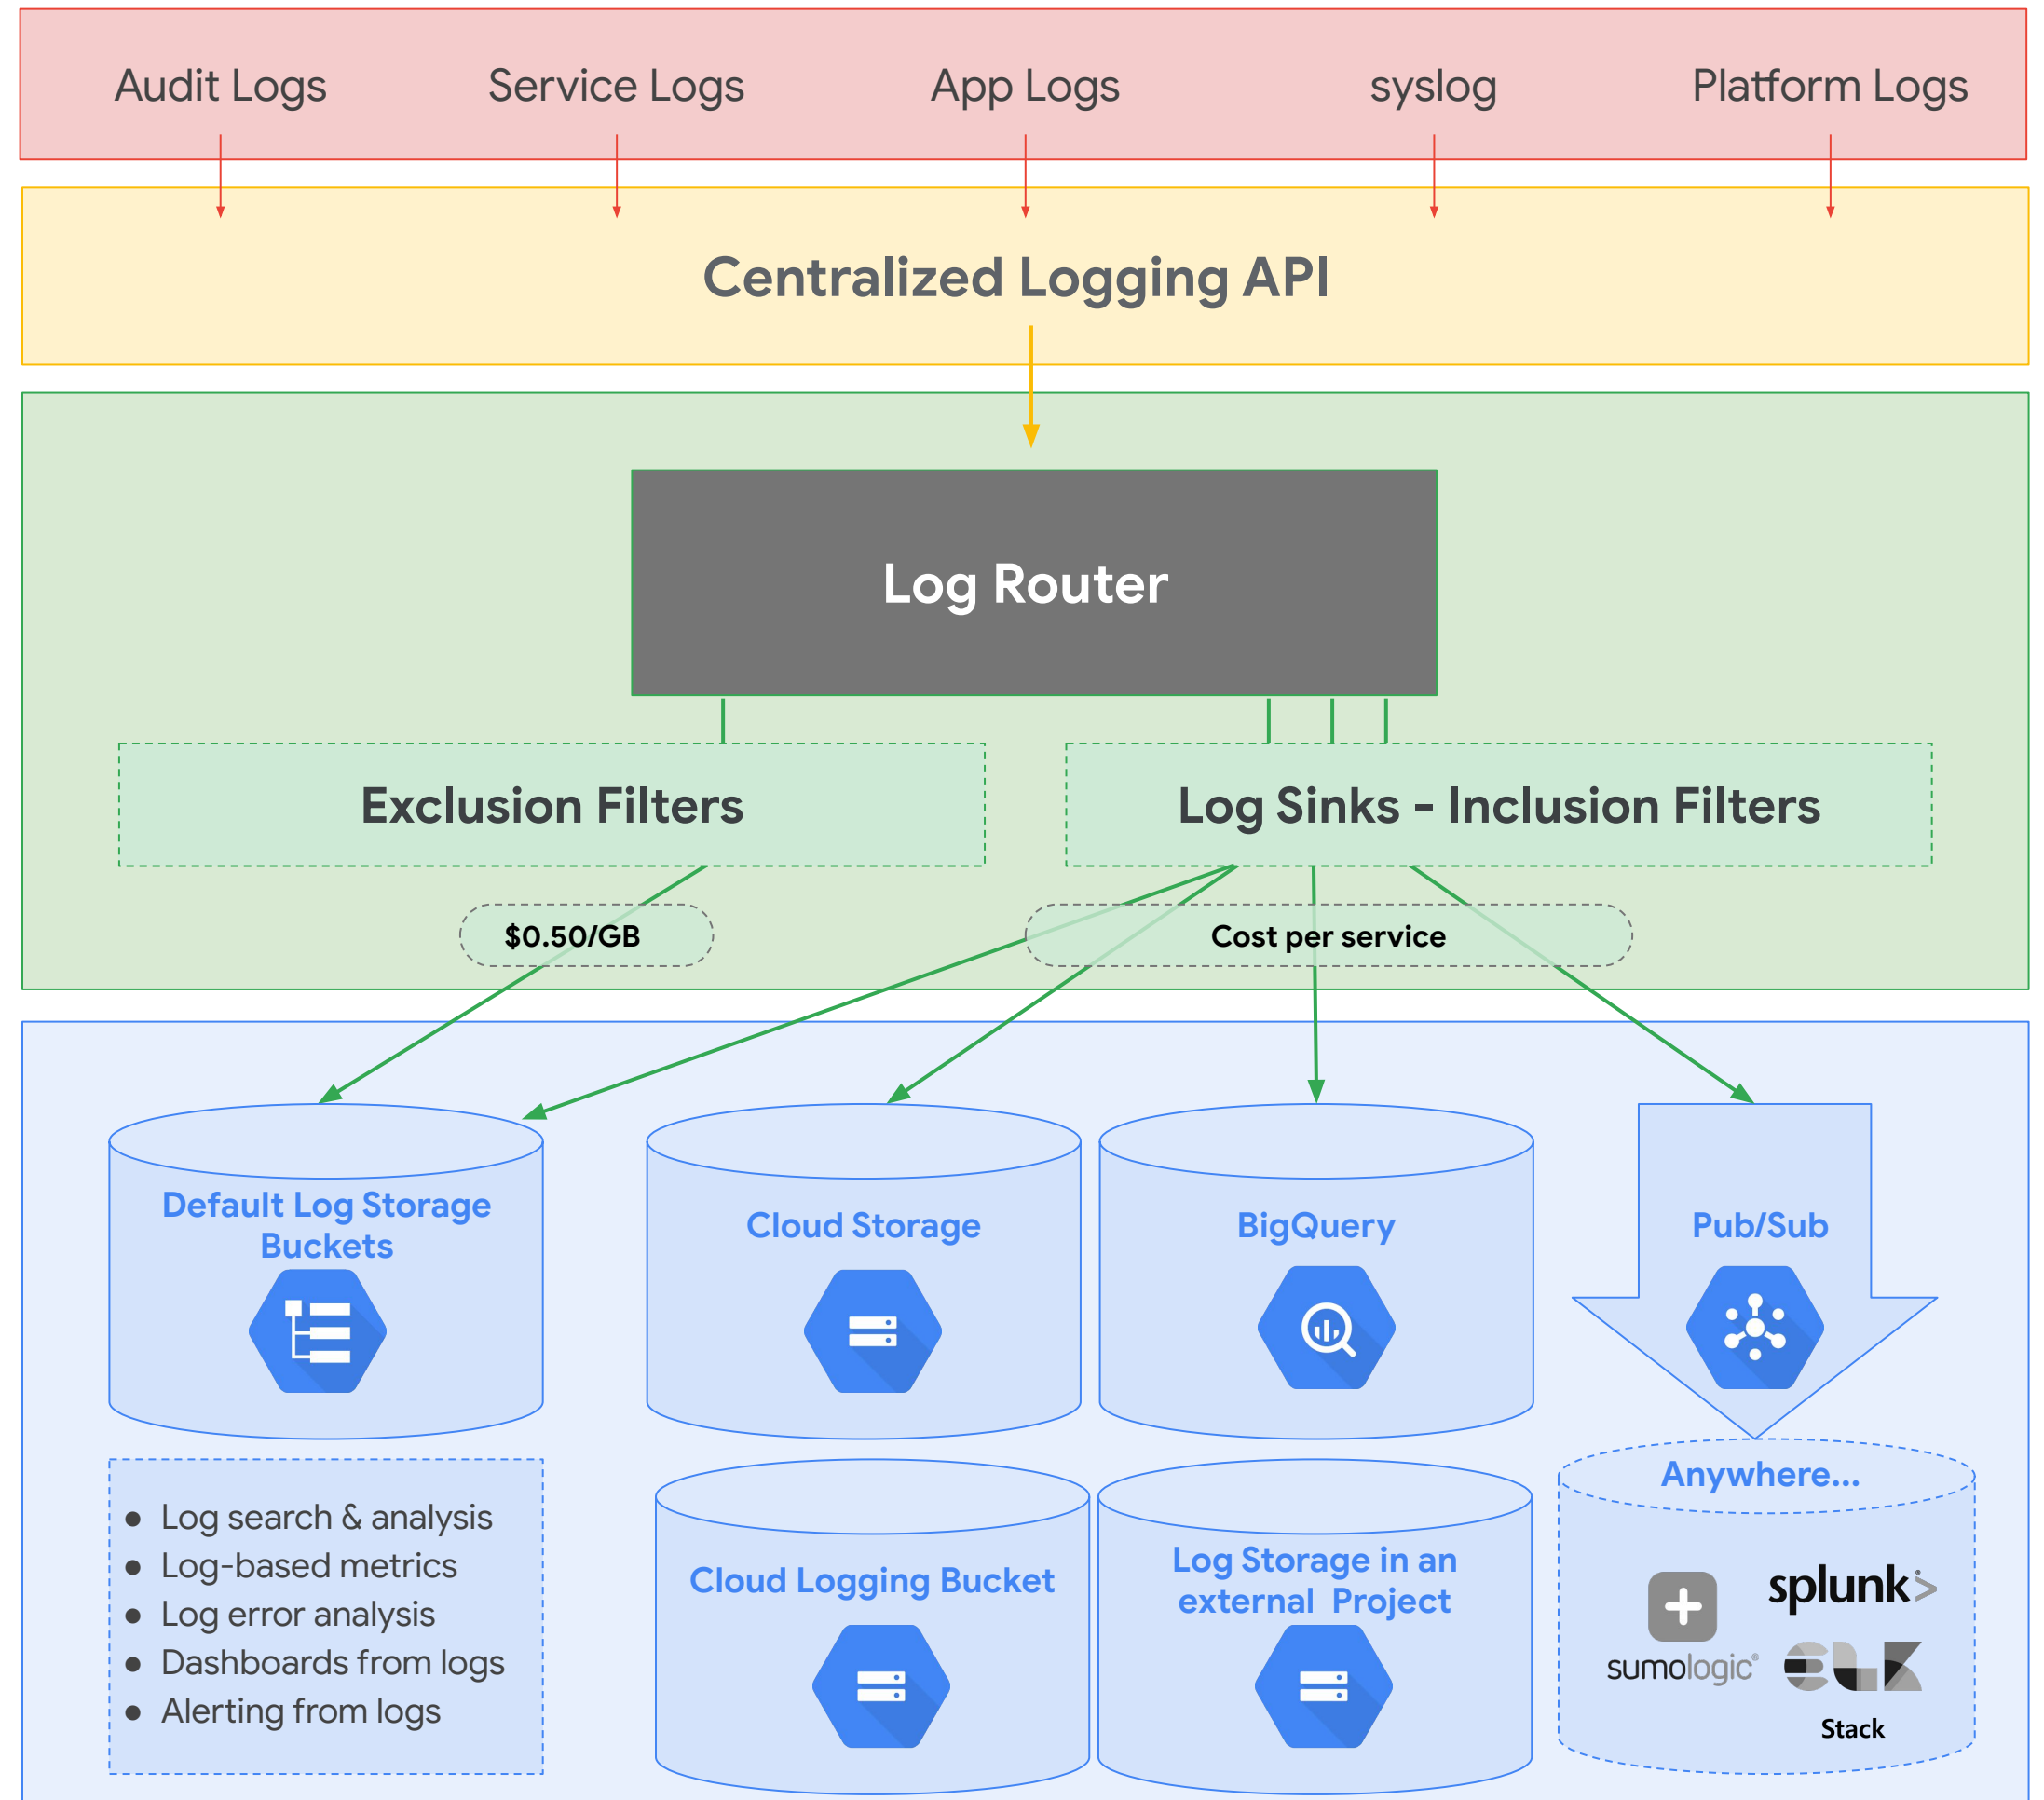 Audit Logs
Service Logs
App Logs
syslog
Platform Logs
Centralized Logging API
Log Router
Exclusion Filters
Log Sinks - Inclusion Filters
$0.50/GB
Cost per service
Default Log Storage
Buckets
Cloud Storage
BigQuery
Pub/Sub
● Log search & analysis
● Log-based metrics
● Log error analysis
● Dashboards from logs
● Alerting from logs
Cloud Logging Bucket
Log Storage in an
external Project
Anywhere...
splunk>
sumologic®
ELK
Stack